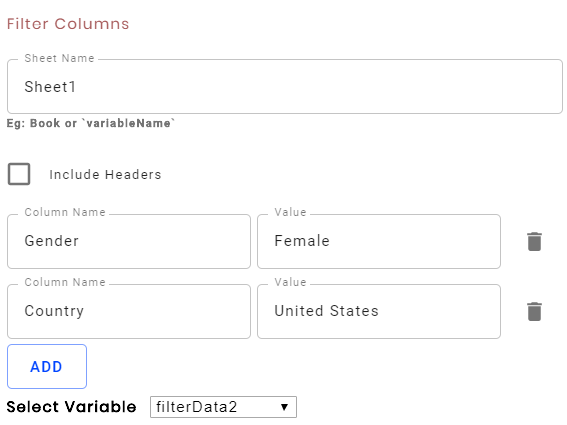 Filter Columns
Sheet Name
Sheet1
Eg: Book or `variableName`
Include Headers
Column Name Value
Gender Female
Column Name Value
Country United States
ADD
Select Variable filterData2